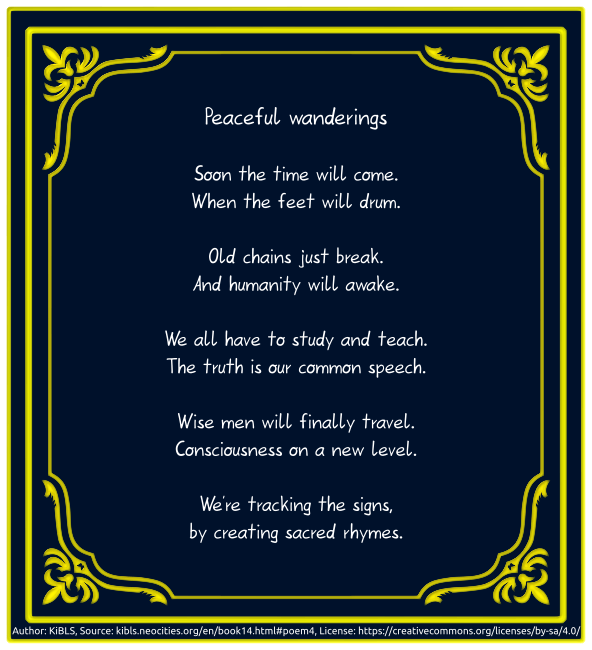 Peaceful wanderings
Soon the time will come.
When the feet will drum.
Old chains just break.
And humanity will awake.
We all have to study and teach.
The truth is our common speech.
Wise men will finally travel.
Consciousness on a new level.
We're tracking the signs,
by creating sacred rhymes.
Author: KiBLS, Source: kibls.neocities.org/en/book14.html#poem4, License: https://creativecommons.org/licenses/by-sa/4.0/